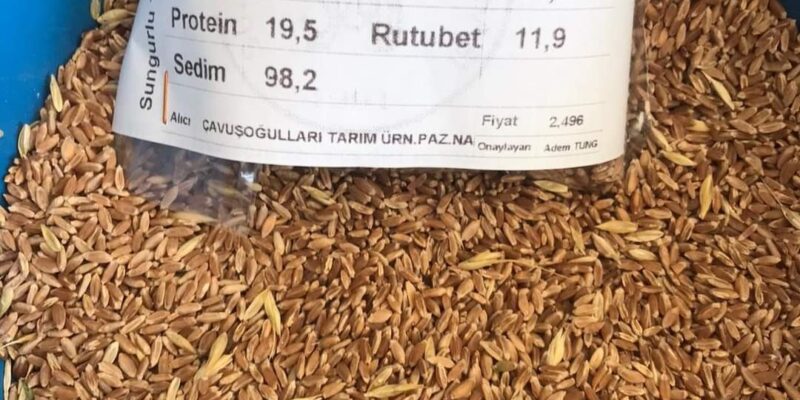 Sungurlu
Protein 19,5 Rutubet 11,9
Sedim 98,2
Alıcı ÇAVUŞOĞULLARI TARIM ÜRN.PAZ.NA
Fiyat 2,496
Onaylayan Adem TUNG